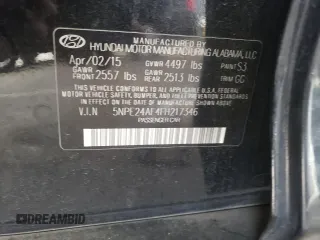 MANUFACTURED BY
HYUNDAI MOTOR MANUFACTURING ALABAMA, LLC
Apr/02/15 GVWR 4497 lbs PAINT S3
GAWR FRONT 2557 lbs GAWR REAR 2513 lbs TRIM GG
THIS VEHICLE CONFORMS TO ALL APPLICABLE U.S.
FEDERAL MOTOR VEHICLE SAFETY, BUMPER, AND THEFT
PREVENTION STANDARDS IN EFFECT ON THE DATE OF
MANUFACTURE SHOWN ABOVE.
V.I.N 5NPE24AF4FH217346
PASSENGER CAR